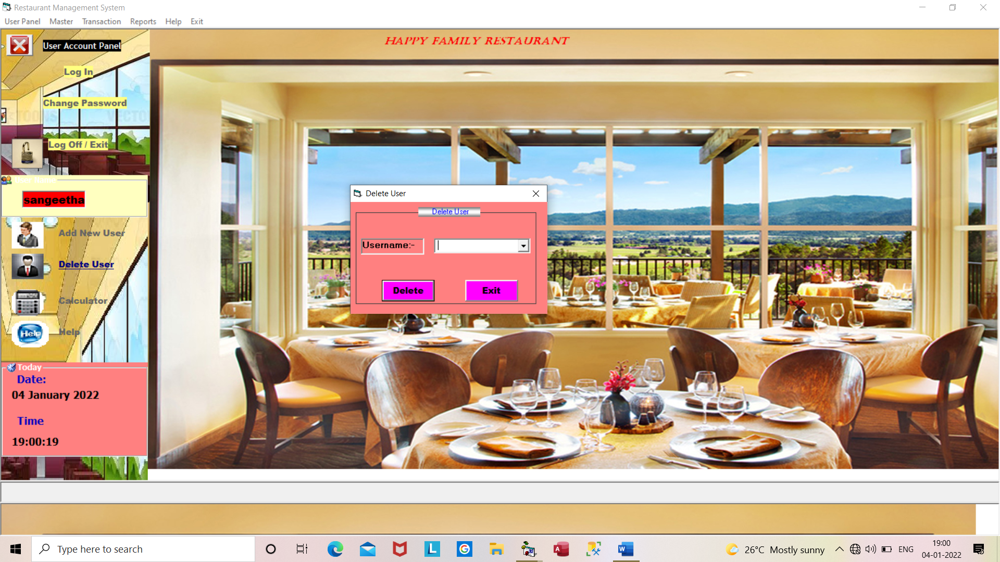 Restaurant Management System
User Panel Master Transaction Reports Help Exit
User Account Panel
HAPPY FAMILY RESTAURANT
Log In
Change Password
Log Off / Exit
User Name
sangeetha
Add New User
Delete User
Calculator
Help
Help
Today
Date:
04 January 2022
Time
19:00:19
Delete User
Delete User
Username:-
Delete Exit
Type here to search
26°C Mostly sunny
ENG
19:00
04-01-2022